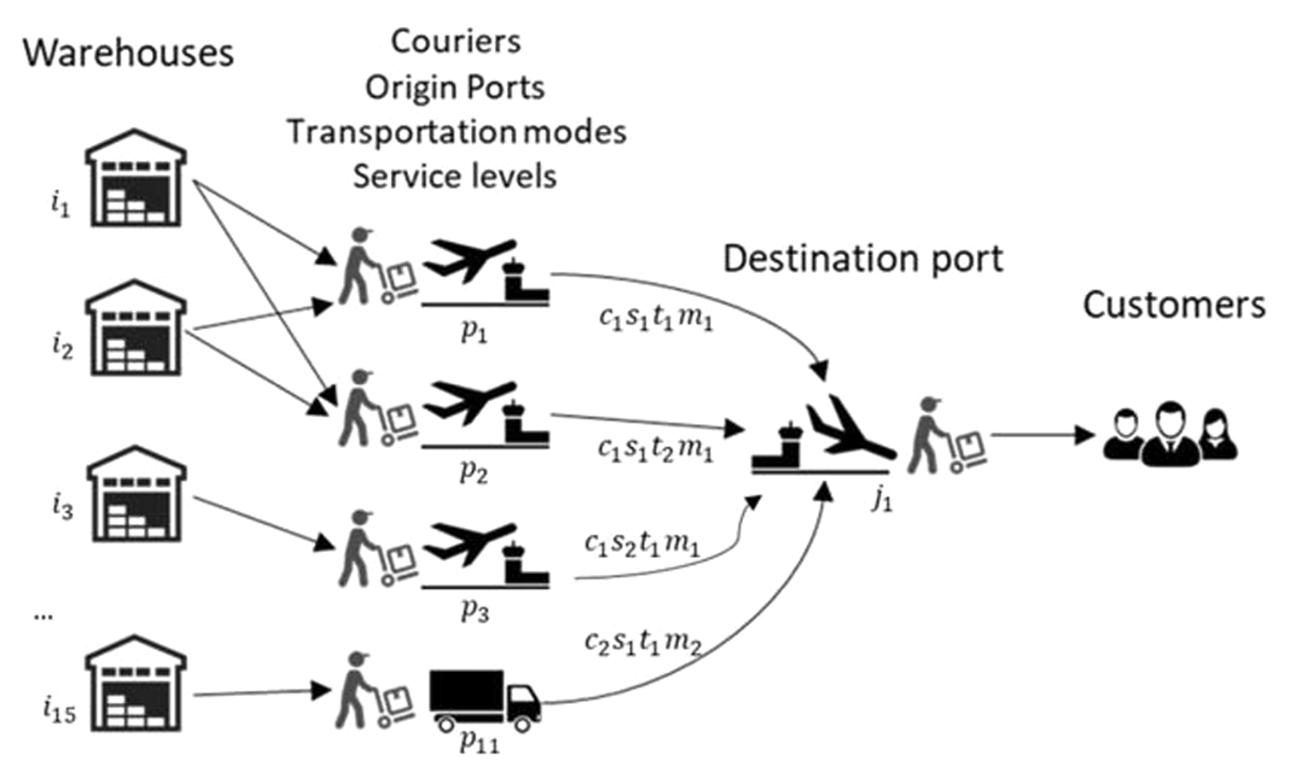 Warehouses
Couriers
Origin Ports
Transportation modes
Service levels
Destination port
Customers
i₁
i₂
i₃
...
i₁₅
p₁
p₂
p₃
p₁₁
c₁s₁t₁m₁
c₁s₁t₂m₁
c₁s₂t₁m₁
c₂s₁t₁m₂
j₁